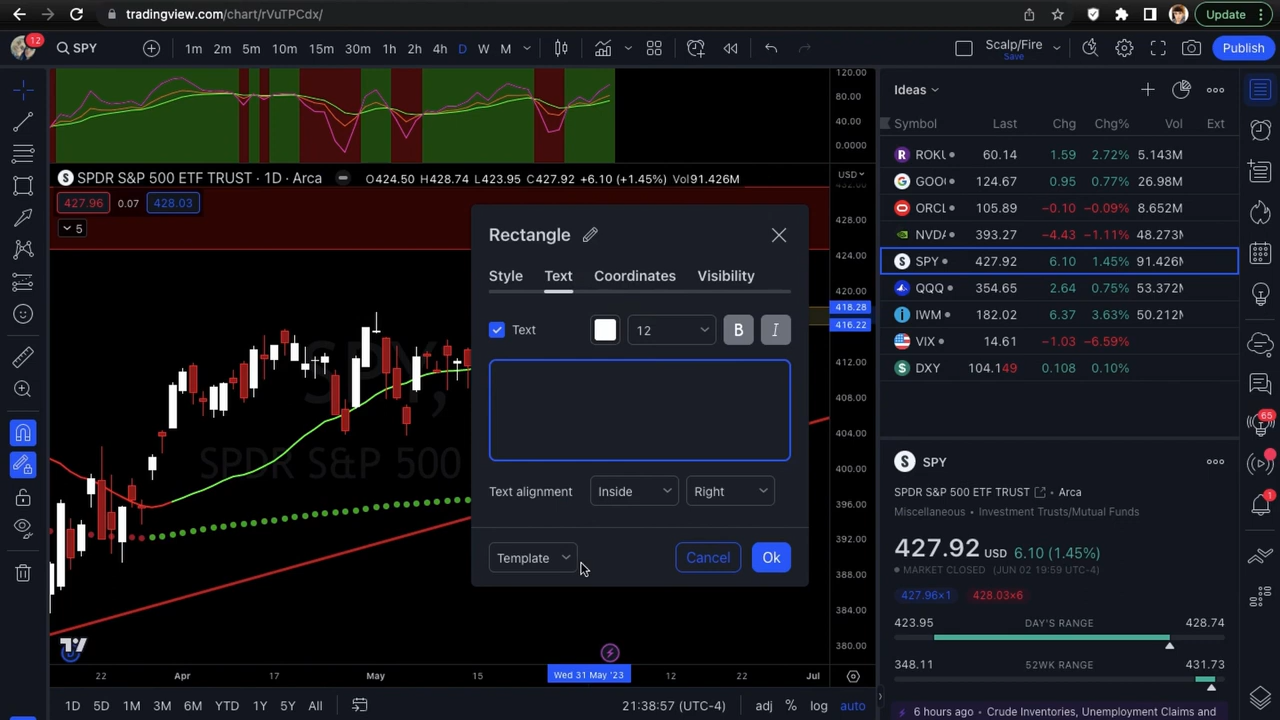 tradingview.com/chart/rVuTPCdx/
Update
12
SPY
1m 2m 5m 10m 15m 30m 1h 2h 4h D W M
Scalp/Fire
Save
Publish
120.00
80.00
40.00
0.0000
SPDR S&P 500 ETF TRUST · 1D · Arca
O424.50 H428.74 L423.95 C427.92 +6.10 (+1.45%) Vol91.426M
USD
427.96 0.07 428.03
5
432.00
428.00
424.00
420.00
418.28
416.22
412.00
408.00
404.00
400.00
396.00
392.00
388.00
384.00
380.00
SPY,
SPDR S&P 500
Rectangle
Style Text Coordinates Visibility
Text 12 B I
Text alignment Inside Right
Template Cancel Ok
22 Apr 17 May 15 Wed 31 May '23 12 22 Jul
1D 5D 1M 3M 6M YTD 1Y 5Y All
21:38:57 (UTC-4) adj % log auto
Ideas
Symbol Last Chg Chg% Vol Ext
ROKU 60.14 1.59 2.72% 5.143M
GOO 124.67 0.95 0.77% 26.98M
ORCL 105.89 −0.10 −0.09% 8.652M
NVDA 393.27 −4.43 −1.11% 48.273M
SPY 427.92 6.10 1.45% 91.426M
QQQ 354.65 2.64 0.75% 53.372M
IWM 182.02 6.37 3.63% 50.212M
VIX 14.61 −1.03 −6.59%
DXY 104.149 0.108 0.10%
SPY
SPDR S&P 500 ETF TRUST · Arca
Miscellaneous · Investment Trusts/Mutual Funds
427.92 USD 6.10 (1.45%)
MARKET CLOSED (JUN 02 19:59 UTC-4)
427.96×1 428.03×6
423.95 DAY'S RANGE 428.74
348.11 52WK RANGE 431.73
6 hours ago · Crude Inventories, Unemployment Claims and
65
1